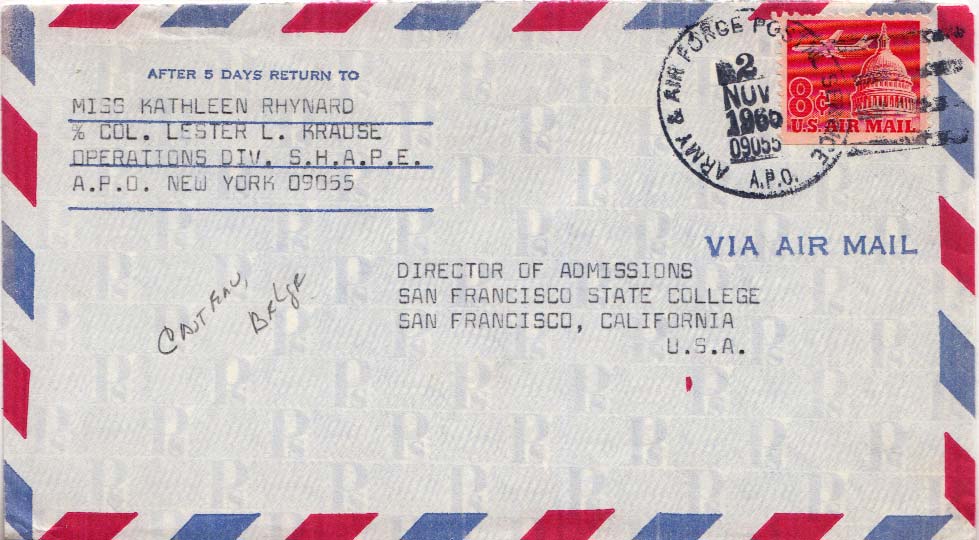 AFTER 5 DAYS RETURN TO
MISS KATHLEEN RHYNARD
% COL. LESTER L. KRAUSE
OPERATIONS DIV. S.H.A.P.E.
A.P.O. NEW YORK 09055
ARMY & AIR FORCE POSTAL SERVICE
2
NOV
1966
09055
A.P.O.
8¢
U.S. AIR MAIL
VIA AIR MAIL
DIRECTOR OF ADMISSIONS
SAN FRANCISCO STATE COLLEGE
SAN FRANCISCO, CALIFORNIA
U.S.A.